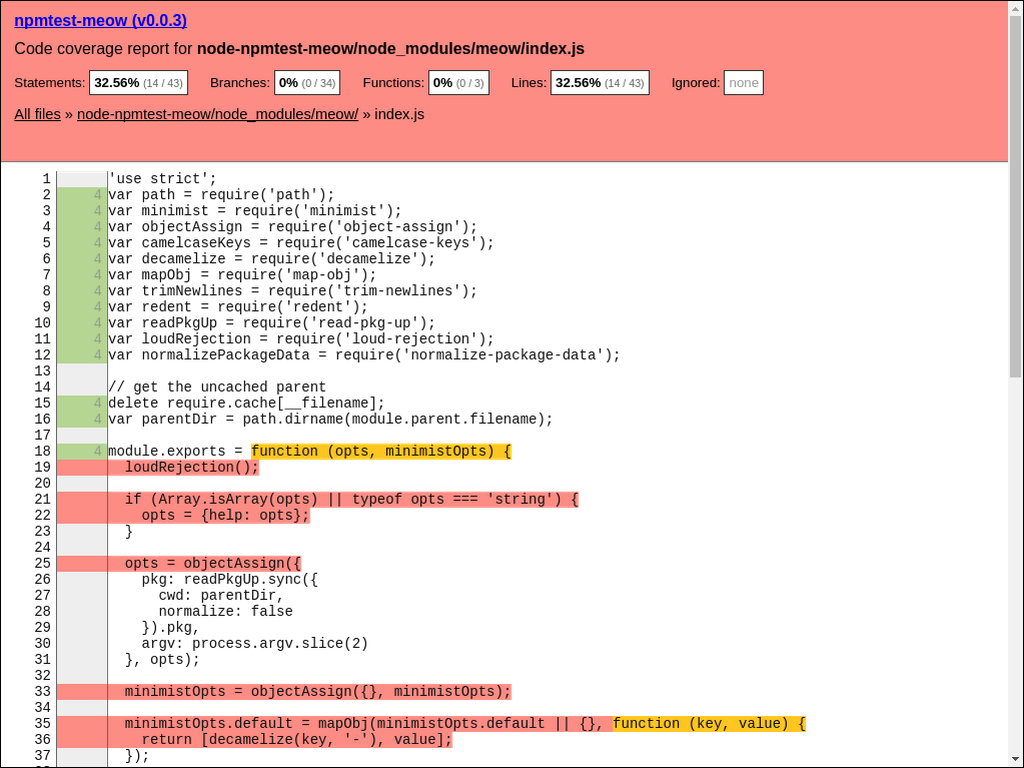 npmtest-meow (v0.0.3)
Code coverage report for node-npmtest-meow/node_modules/meow/index.js
Statements: 32.56% (14 / 43) Branches: 0% (0 / 34) Functions: 0% (0 / 3) Lines: 32.56% (14 / 43) Ignored: none
All files » node-npmtest-meow/node_modules/meow/ » index.js
1 'use strict';
2 4 var path = require('path');
3 4 var minimist = require('minimist');
4 4 var objectAssign = require('object-assign');
5 4 var camelcaseKeys = require('camelcase-keys');
6 4 var decamelize = require('decamelize');
7 4 var mapObj = require('map-obj');
8 4 var trimNewlines = require('trim-newlines');
9 4 var redent = require('redent');
10 4 var readPkgUp = require('read-pkg-up');
11 4 var loudRejection = require('loud-rejection');
12 4 var normalizePackageData = require('normalize-package-data');
13
14 // get the uncached parent
15 4 delete require.cache[__filename];
16 4 var parentDir = path.dirname(module.parent.filename);
17
18 4 module.exports = function (opts, minimistOpts) {
19 loudRejection();
20
21 if (Array.isArray(opts) || typeof opts === 'string') {
22 opts = {help: opts};
23 }
24
25 opts = objectAssign({
26 pkg: readPkgUp.sync({
27 cwd: parentDir,
28 normalize: false
29 }).pkg,
30 argv: process.argv.slice(2)
31 }, opts);
32
33 minimistOpts = objectAssign({}, minimistOpts);
34
35 minimistOpts.default = mapObj(minimistOpts.default || {}, function (key, value) {
36 return [decamelize(key, '-'), value];
37 });